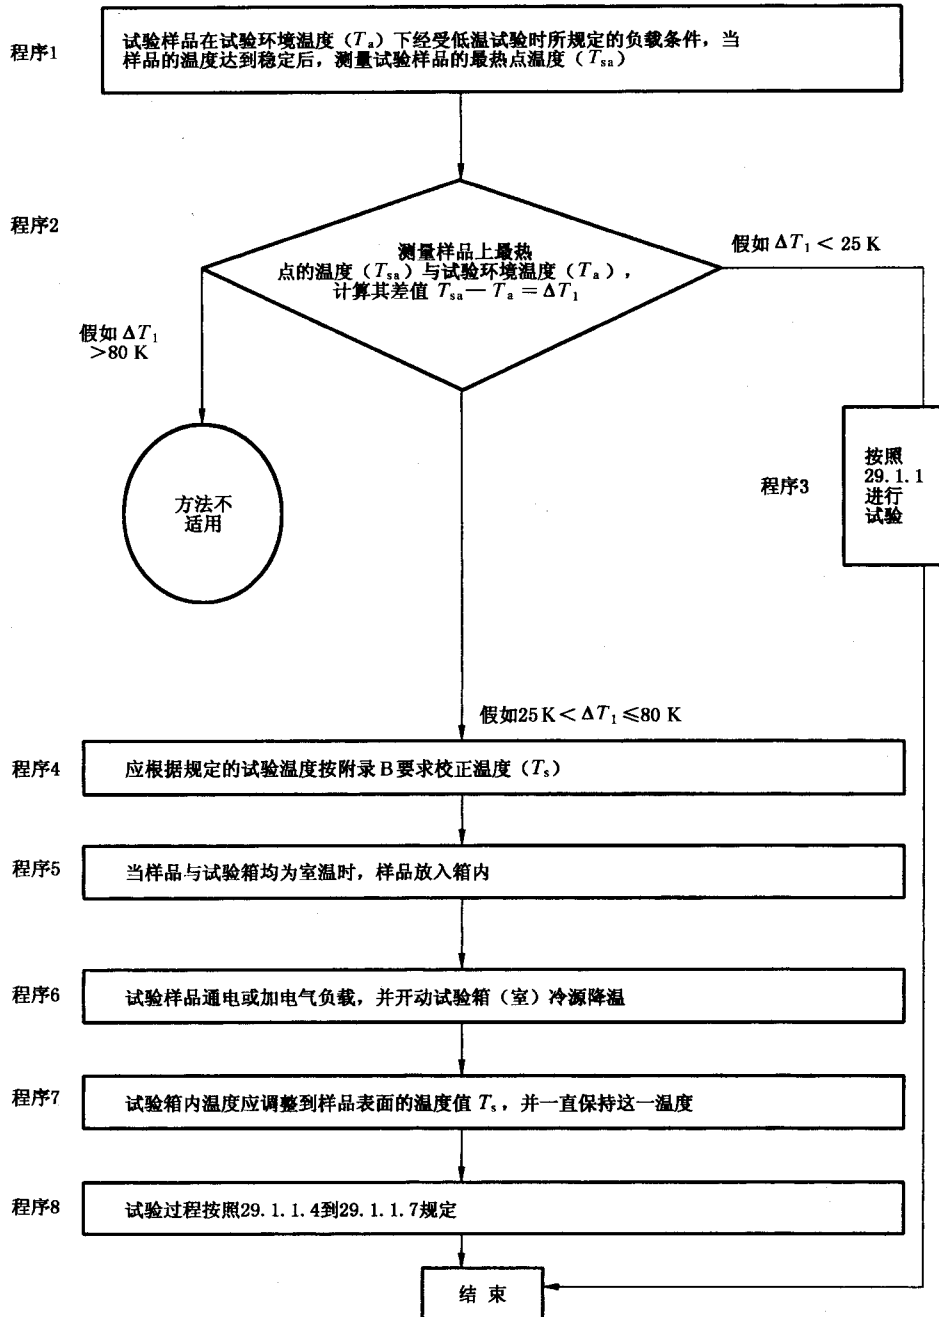 程序1
试验样品在试验环境温度（Ta）下经受低温试验时所规定的负载条件，当
样品的温度达到稳定后，测量试验样品的最热点温度（Tsa）
程序2
测量样品上最热
点的温度（Tsa）与试验环境温度（Ta），
计算其差值 Tsa－Ta＝ΔT1
假如 ΔT1＜25 K
假如 ΔT1
＞80 K
方法不
适用
程序3
按照
29.1.1
进行
试验
假如25 K＜ΔT1≤80 K
程序4
应根据规定的试验温度按附录 B 要求校正温度（Ts）
程序5
当样品与试验箱均为室温时，样品放入箱内
程序6
试验样品通电或加电气负载，并开动试验箱（室）冷源降温
程序7
试验箱内温度应调整到样品表面的温度值 Ts，并一直保持这一温度
程序8
试验过程按照29.1.1.4到29.1.1.7规定
结 束